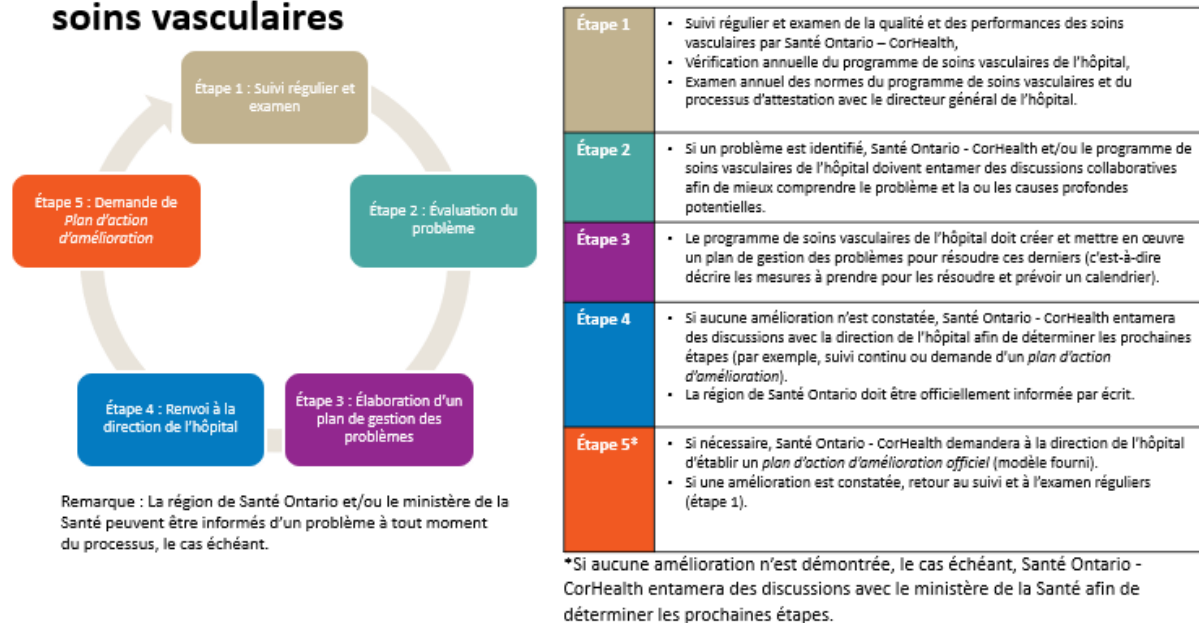 soins vasculaires
Étape 1 : Suivi régulier et
examen
Étape 2 : Évaluation du
problème
Étape 3 : Élaboration d'un
plan de gestion des
problèmes
Étape 4 : Renvoi à la
direction de l'hôpital
Étape 5 : Demande de
Plan d'action
d'amélioration
Remarque : La région de Santé Ontario et/ou le ministère de la
Santé peuvent être informés d'un problème à tout moment
du processus, le cas échéant.
Étape 1
• Suivi régulier et examen de la qualité et des performances des soins
vasculaires par Santé Ontario – CorHealth,
• Vérification annuelle du programme de soins vasculaires de l'hôpital,
• Examen annuel des normes du programme de soins vasculaires et du
processus d'attestation avec le directeur général de l'hôpital.
Étape 2
• Si un problème est identifié, Santé Ontario - CorHealth et/ou le programme de
soins vasculaires de l'hôpital doivent entamer des discussions collaboratives
afin de mieux comprendre le problème et la ou les causes profondes
potentielles.
Étape 3
• Le programme de soins vasculaires de l'hôpital doit créer et mettre en œuvre
un plan de gestion des problèmes pour résoudre ces derniers (c'est-à-dire
décrire les mesures à prendre pour les résoudre et prévoir un calendrier).
Étape 4
• Si aucune amélioration n'est constatée, Santé Ontario - CorHealth entamera
des discussions avec la direction de l'hôpital afin de déterminer les prochaines
étapes (par exemple, suivi continu ou demande d'un plan d'action
d'amélioration).
• La région de Santé Ontario doit être officiellement informée par écrit.
Étape 5*
• Si nécessaire, Santé Ontario - CorHealth demandera à la direction de l'hôpital
d'établir un plan d'action d'amélioration officiel (modèle fourni).
• Si une amélioration est constatée, retour au suivi et à l'examen réguliers
(étape 1).
*Si aucune amélioration n'est démontrée, le cas échéant, Santé Ontario -
CorHealth entamera des discussions avec le ministère de la Santé afin de
déterminer les prochaines étapes.